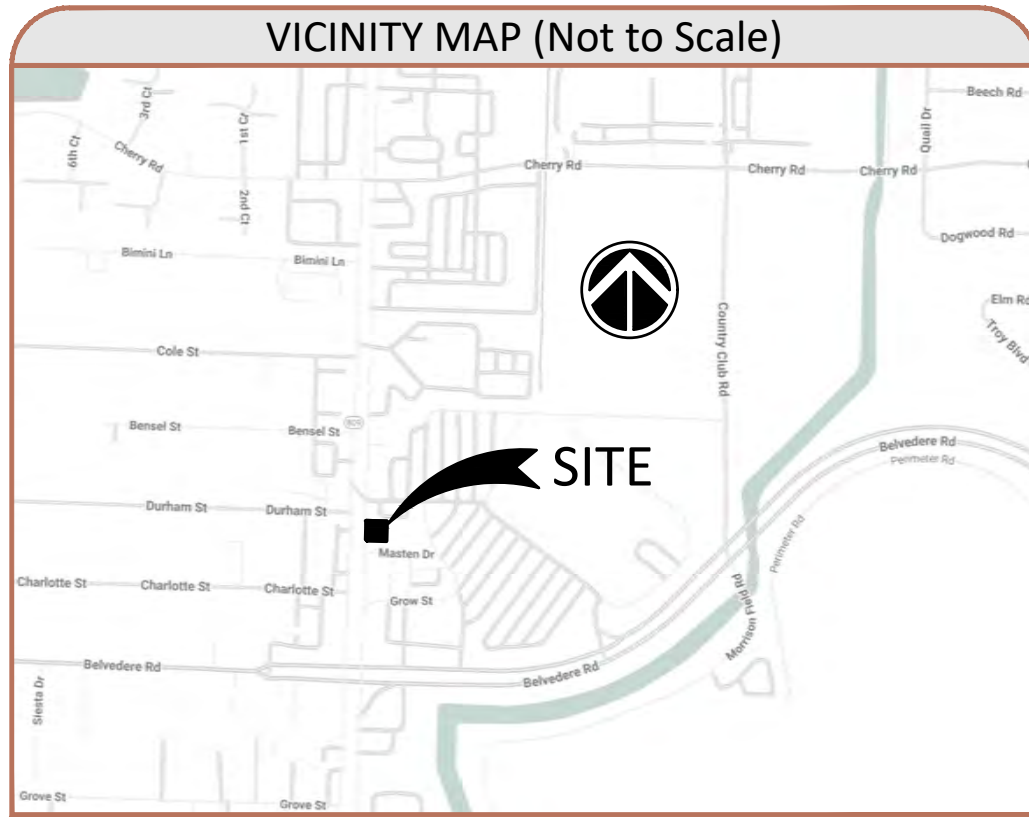 VICINITY MAP (Not to Scale)
Beech Rd
3rd Ct
1st Ct
6th Ct
Quail Dr
Cherry Rd
Cherry Rd
Cherry Rd
Cherry Rd
2nd Ct
Dogwood Rd
Bimini Ln
Bimini Ln
Elm Rd
Troy Blvd
Country Club Rd
Cole St
809
Bensel St
Bensel St
Belvedere Rd
Perimeter Rd
SITE
Durham St
Durham St
Perimeter Rd
Masten Dr
Charlotte St
Charlotte St
Charlotte St
Grow St
Morrison Field Rd
Belvedere Rd
Belvedere Rd
Siesta Dr
Grove St
Grove St